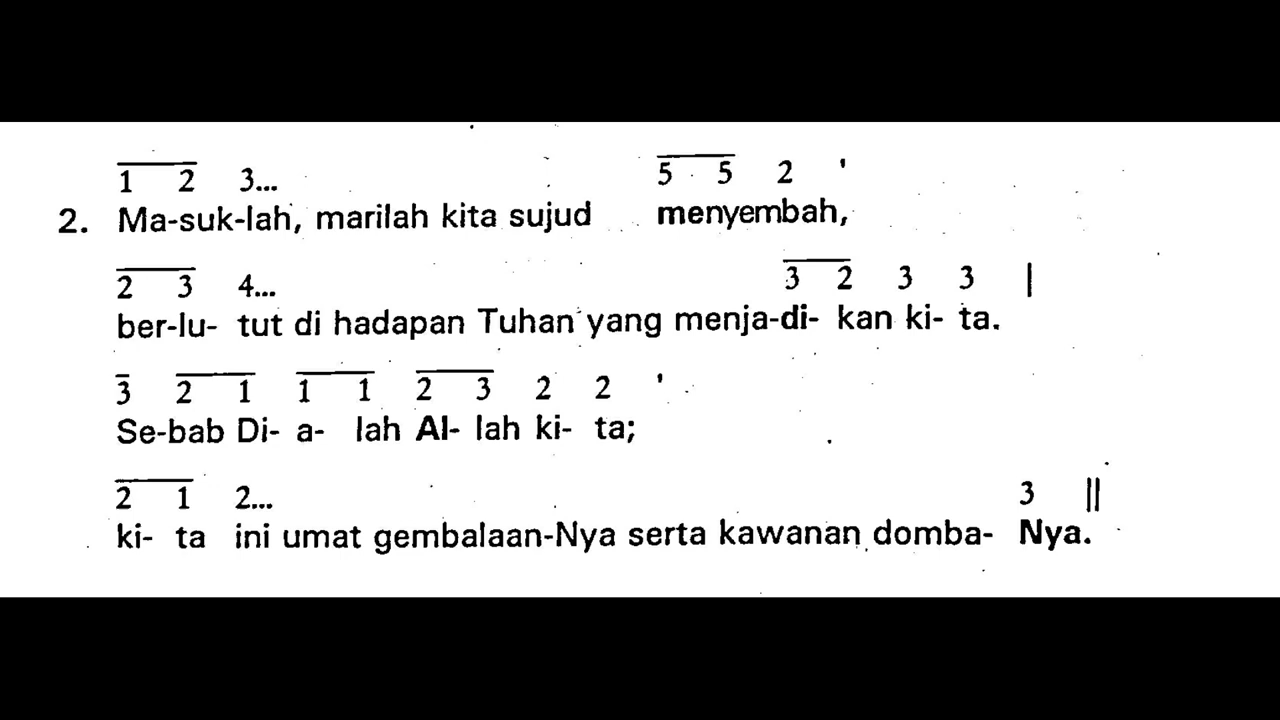 1 2 3... 5 5 2 '
2. Ma-suk-lah, marilah kita sujud menyembah,
2 3 4... 3 2 3 3 |
ber-lu- tut di hadapan Tuhan yang menja-di- kan ki- ta.
3 2 1 1 1 2 3 2 2 '
Se-bab Di- a- lah Al- lah ki- ta;
2 1 2... 3 ||
ki- ta ini umat gembalaan-Nya serta kawanan domba- Nya.